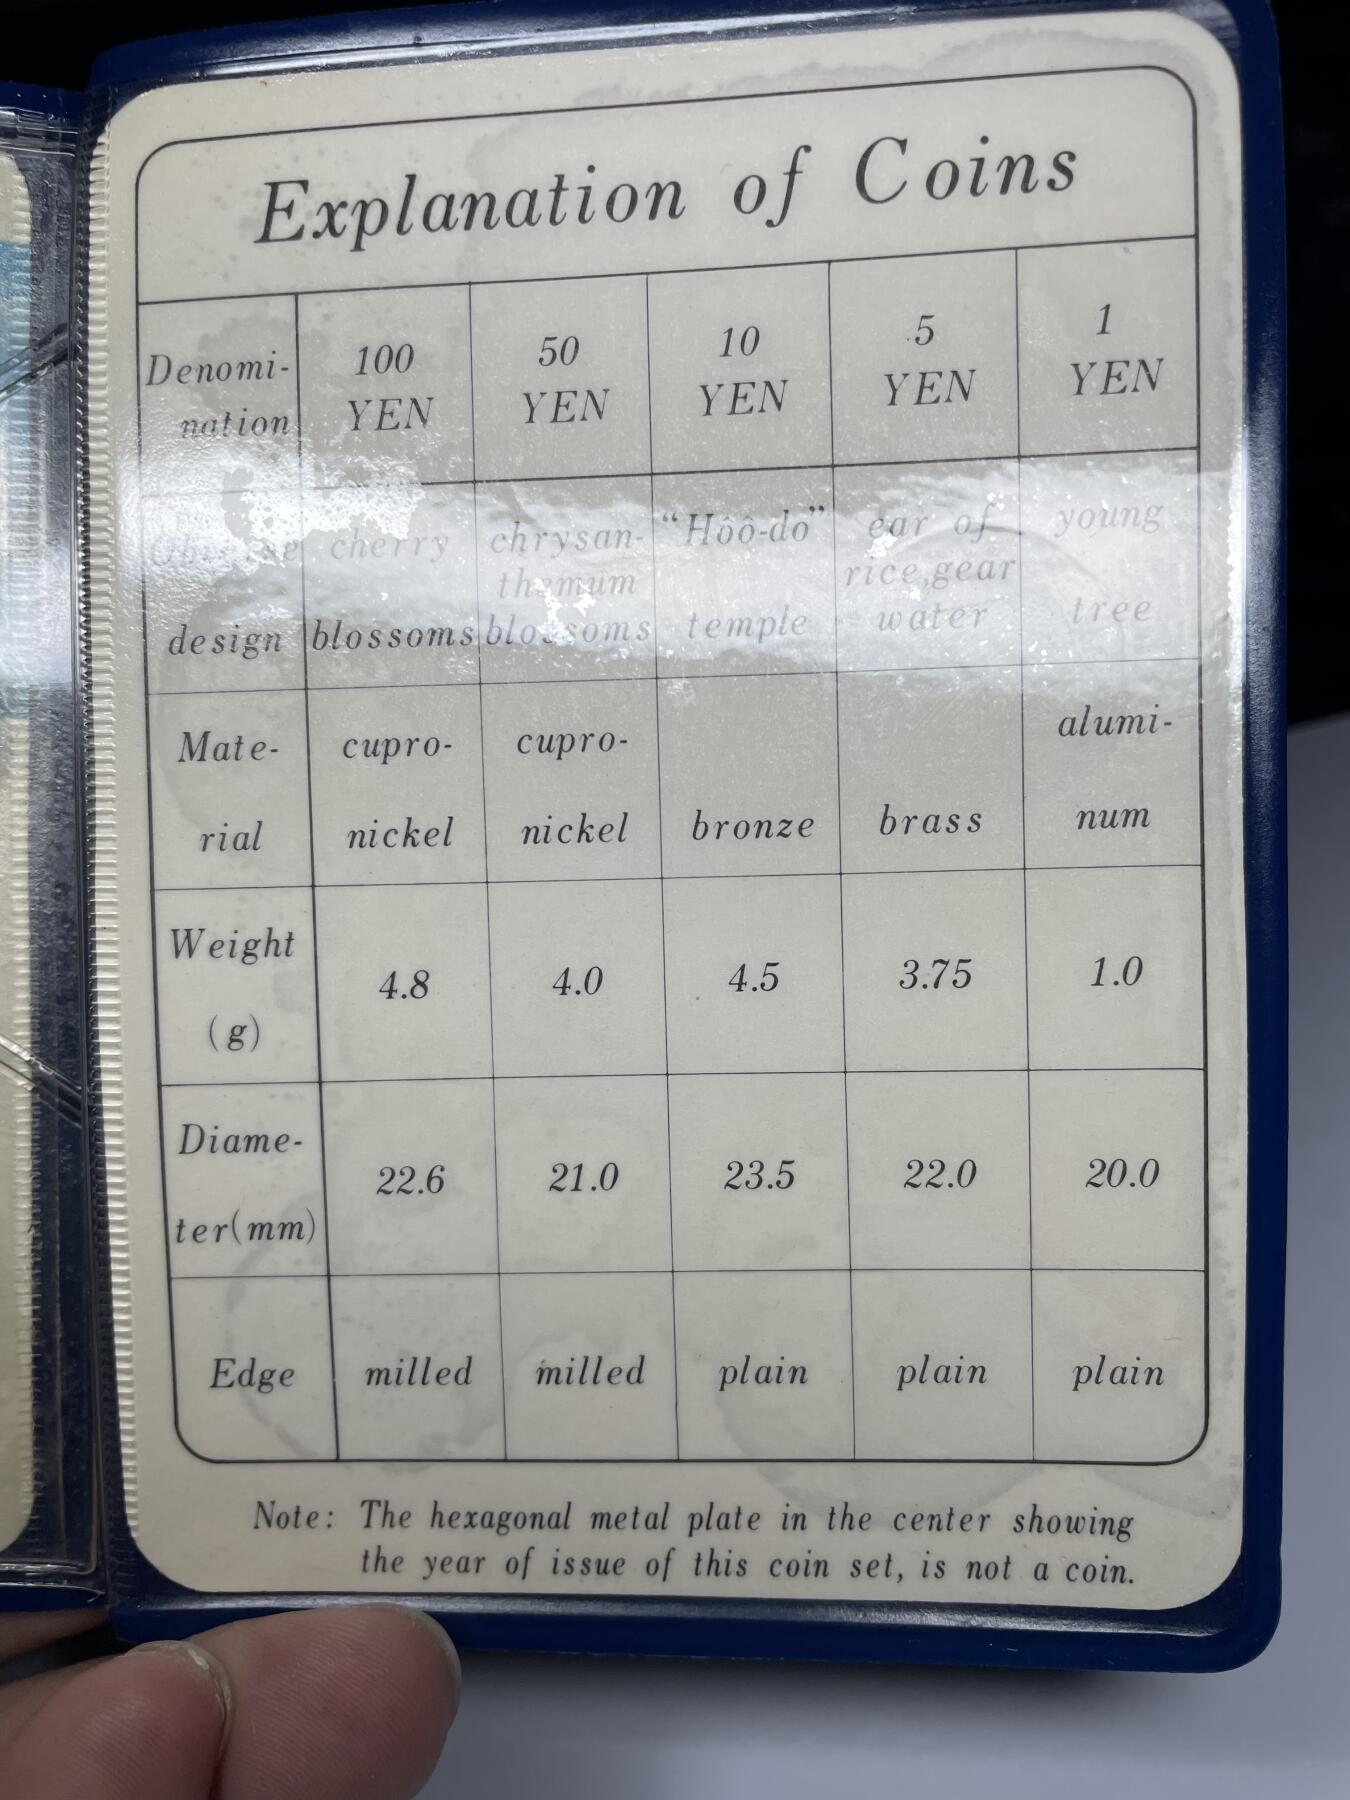 Explanation of Coins
Denomi-
nation
100
YEN
50
YEN
10
YEN
5
YEN
1
YEN
Obverse
design
cherry
blossoms
chrysan-
themum
blossoms
"Hôô-do"
temple
ear of
rice,gear
water
young
tree
Mate-
rial
cupro-
nickel
cupro-
nickel
bronze
brass
alumi-
num
Weight
(g)
4.8
4.0
4.5
3.75
1.0
Diame-
ter(mm)
22.6
21.0
23.5
22.0
20.0
Edge
milled
milled
plain
plain
plain
Note: The hexagonal metal plate in the center showing
the year of issue of this coin set, is not a coin.